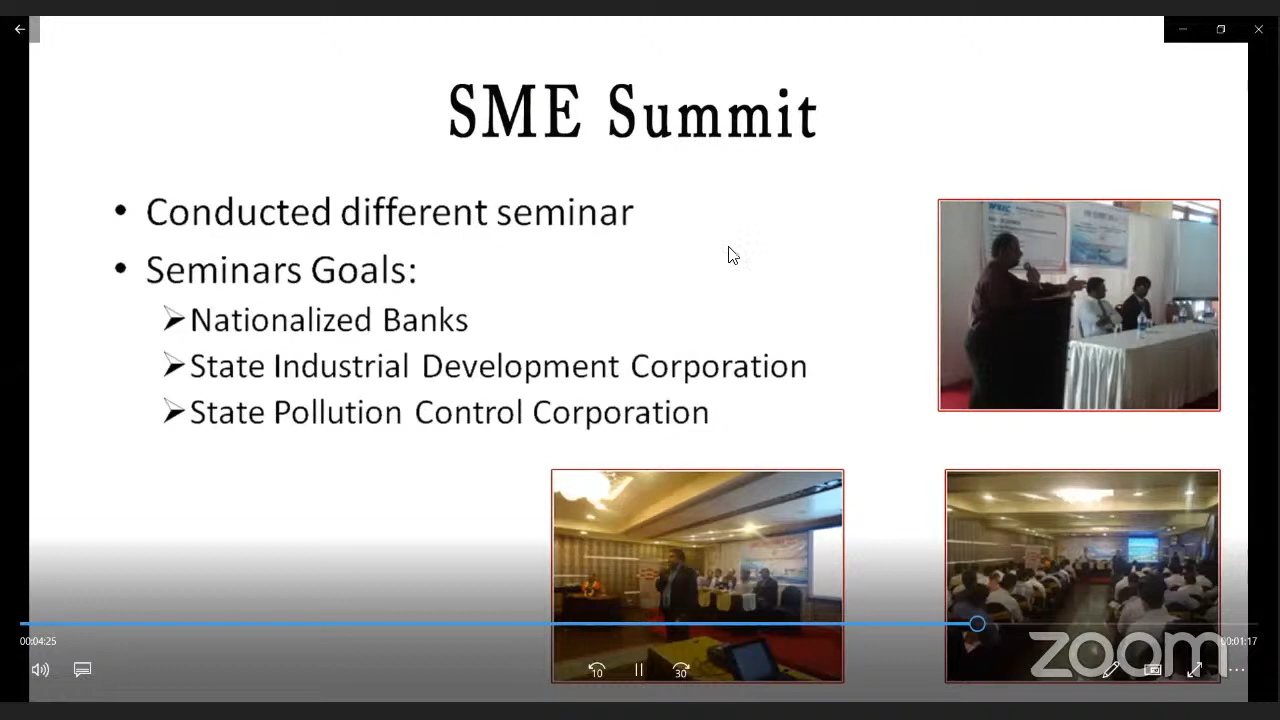 SME Summit
• Conducted different seminar
• Seminars Goals:
➢Nationalized Banks
➢State Industrial Development Corporation
➢State Pollution Control Corporation
00:04:25
00:01:17
10
30
zoom